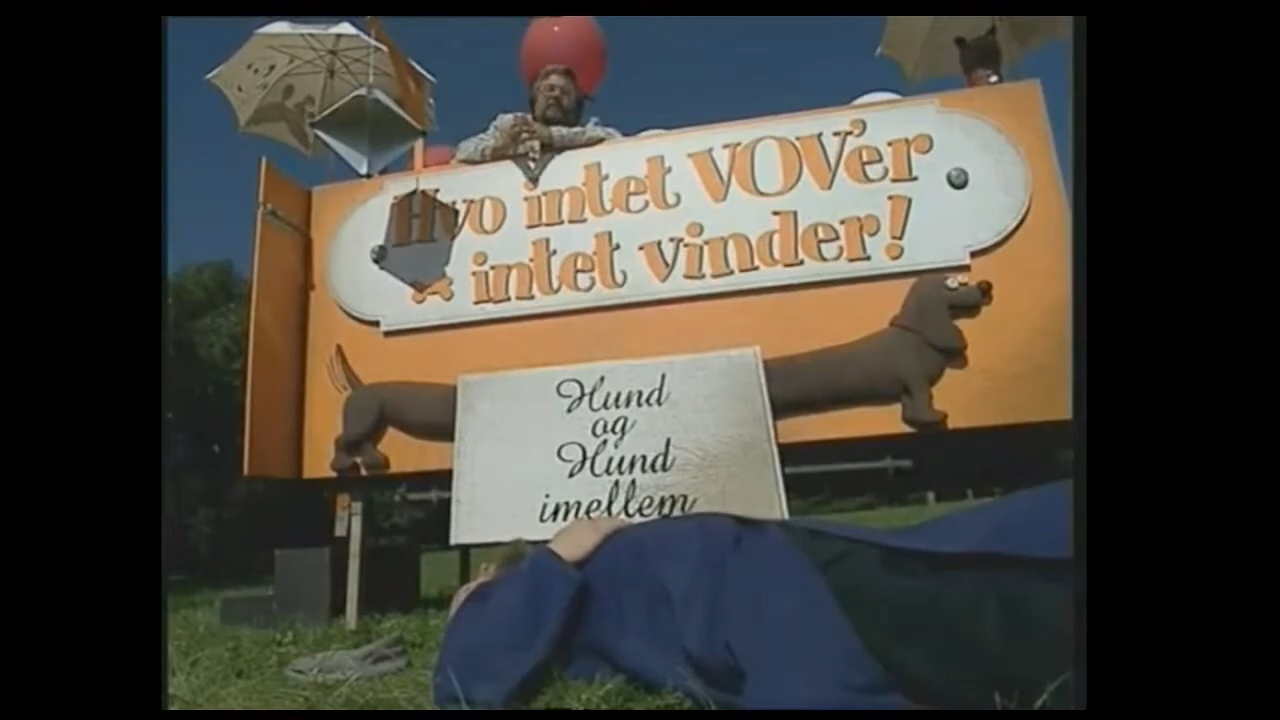 Hvo intet VOV'er
intet vinder!
Hund
og
Hund
imellem